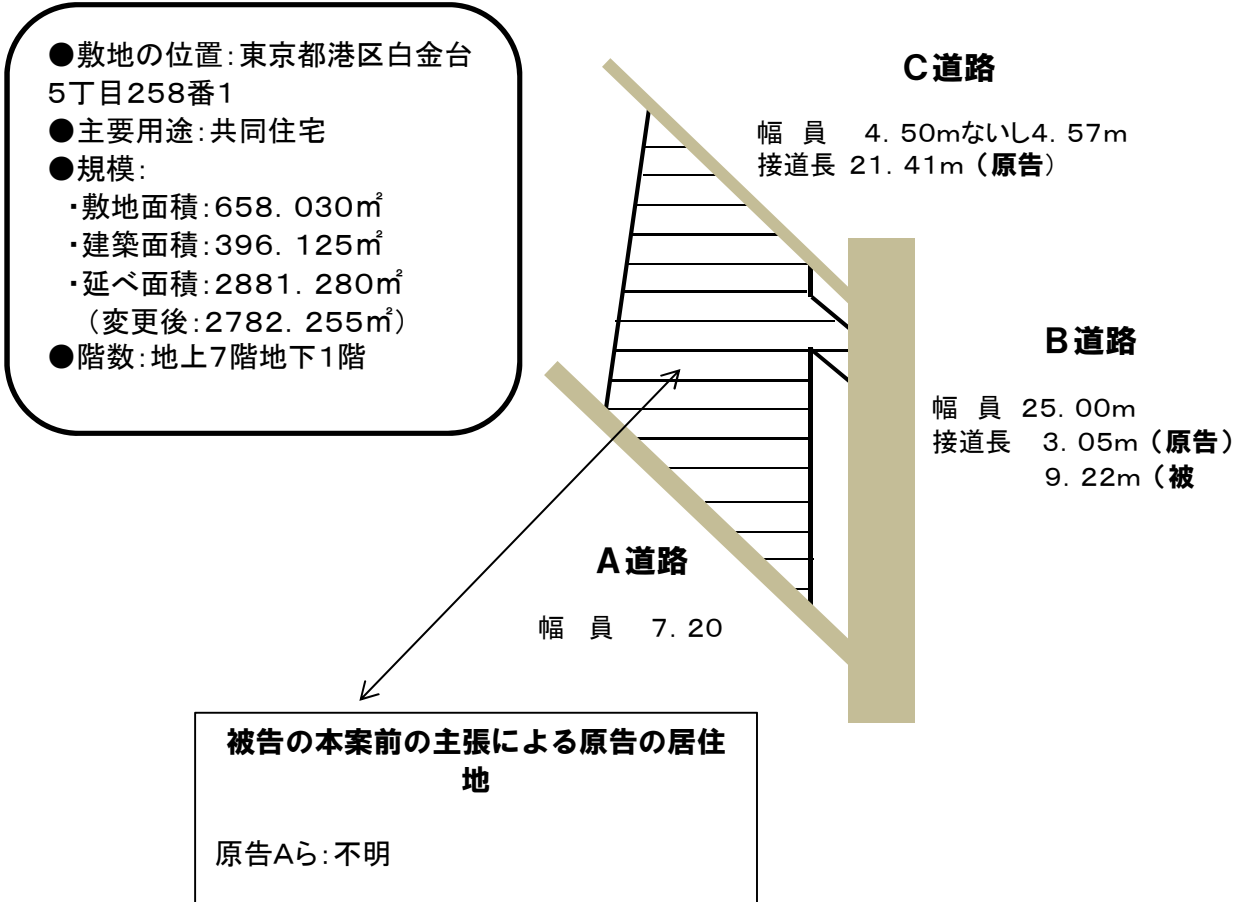 ●敷地の位置：東京都港区白金台
5丁目258番1
●主要用途：共同住宅
●規模：
・敷地面積：658．030㎡
・建築面積：396．125㎡
・延べ面積：2881．280㎡
（変更後：2782．255㎡）
●階数：地上7階地下1階
C道路
幅　員　4．50mないし4．57m
接道長　21．41m（原告）
B道路
幅　員　25．00m
接道長　3．05m（原告）
9．22m（被
A道路
幅　員　7．20
被告の本案前の主張による原告の居住
地
原告Aら：不明